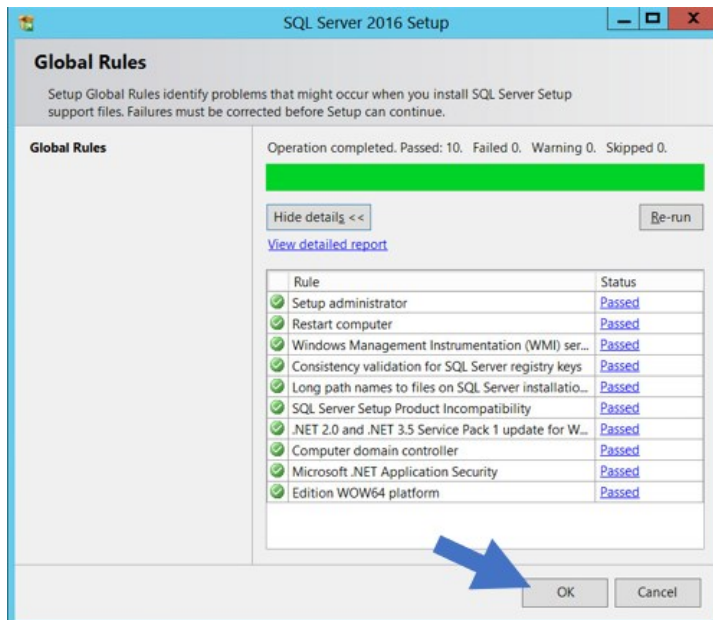 SQL Server 2016 Setup
Global Rules
Setup Global Rules identify problems that might occur when you install SQL Server Setup
support files. Failures must be corrected before Setup can continue.
Global Rules
Operation completed. Passed: 10. Failed 0. Warning 0. Skipped 0.
Hide details <<
Re-run
View detailed report
Rule Status
Setup administrator Passed
Restart computer Passed
Windows Management Instrumentation (WMI) ser... Passed
Consistency validation for SQL Server registry keys Passed
Long path names to files on SQL Server installatio... Passed
SQL Server Setup Product Incompatibility Passed
.NET 2.0 and .NET 3.5 Service Pack 1 update for W... Passed
Computer domain controller Passed
Microsoft .NET Application Security Passed
Edition WOW64 platform Passed
OK Cancel